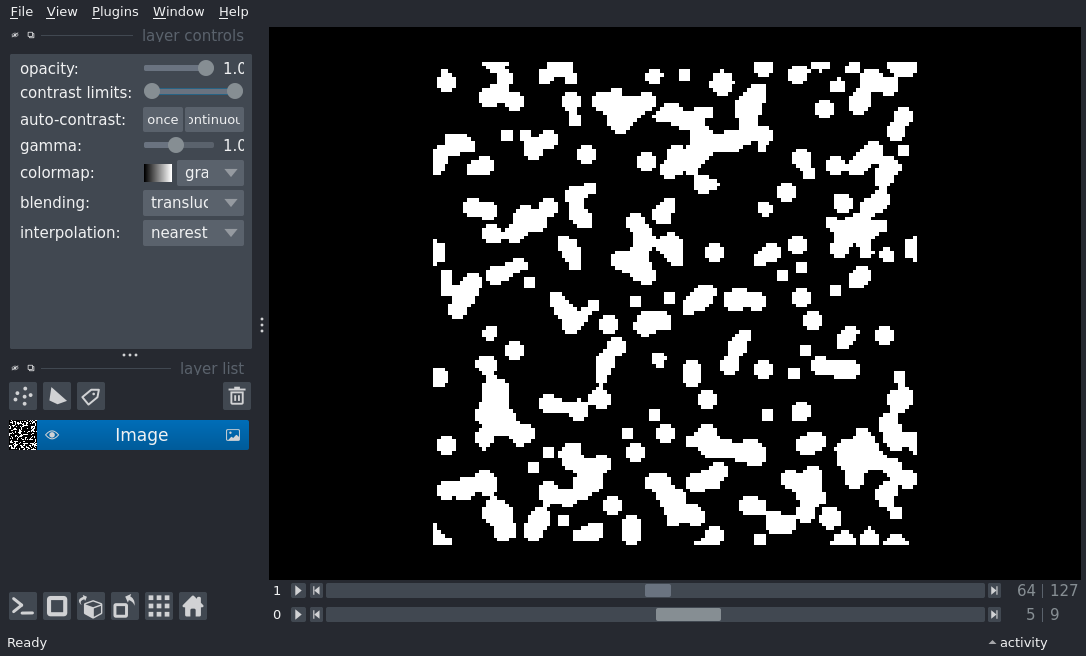 File View Plugins Window Help
layer controls
opacity: 1.0
contrast limits:
auto-contrast: once ontinuou
gamma: 1.0
colormap: gra
blending: transluc
interpolation: nearest
layer list
Image
1 64 | 127
0 5 | 9
Ready activity